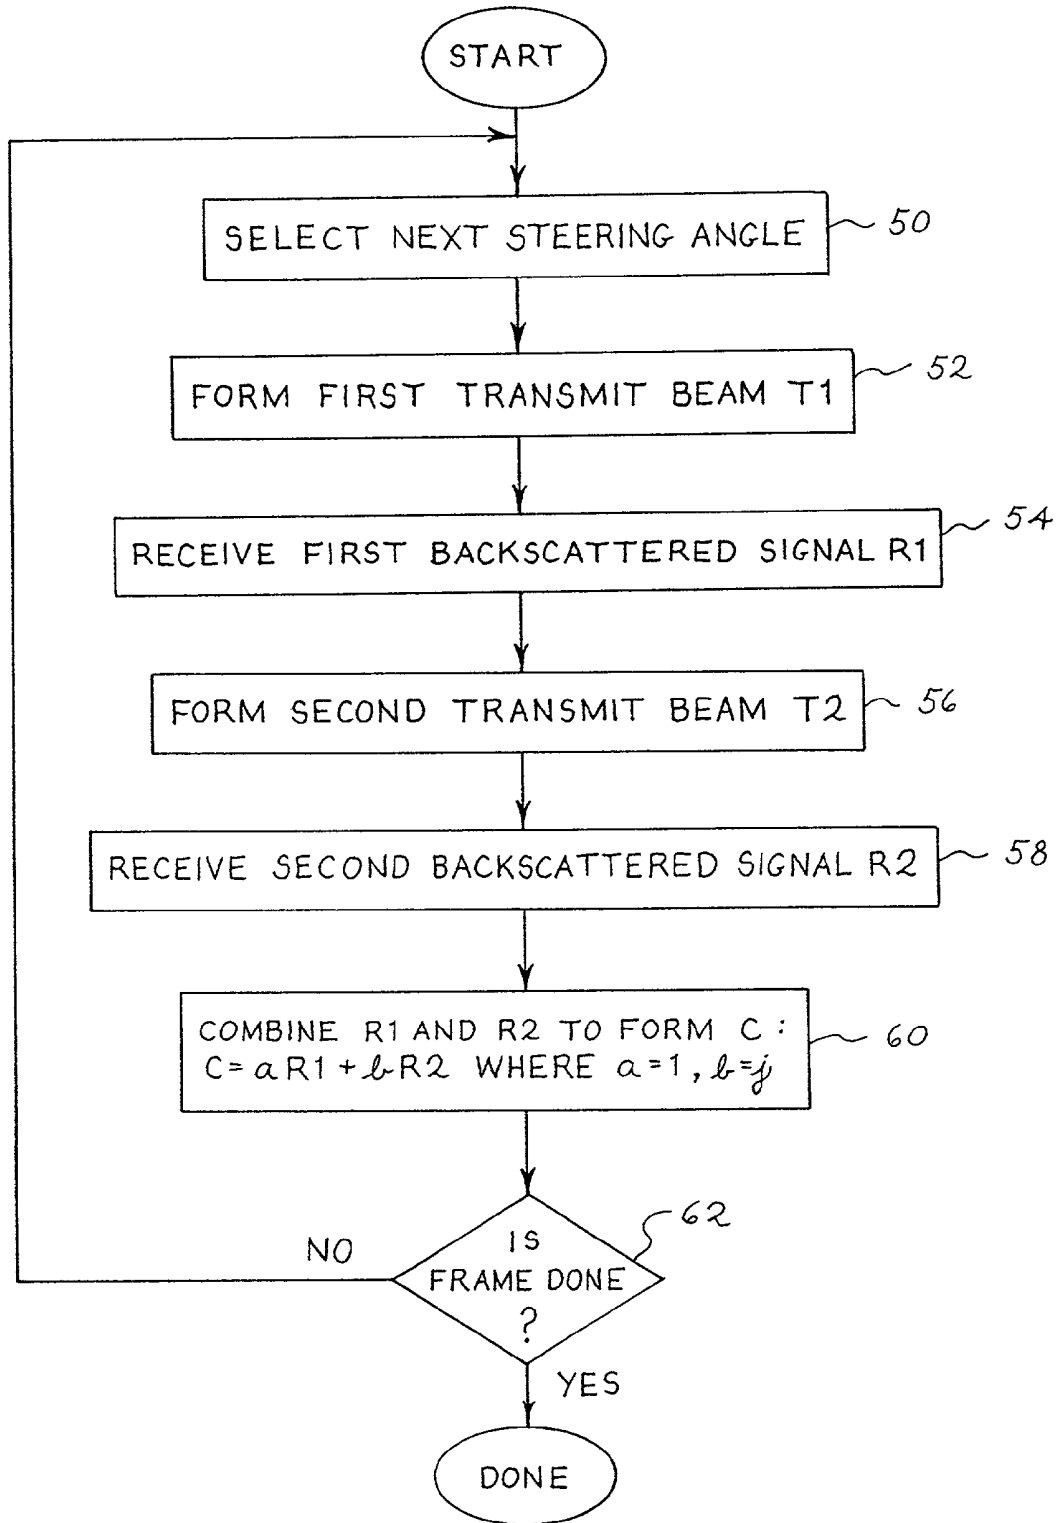 START
SELECT NEXT STEERING ANGLE
50
FORM FIRST TRANSMIT BEAM T1
52
RECEIVE FIRST BACKSCATTERED SIGNAL R1
54
FORM SECOND TRANSMIT BEAM T2
56
RECEIVE SECOND BACKSCATTERED SIGNAL R2
58
COMBINE R1 AND R2 TO FORM C :
C = a R1 + b R2 WHERE a = 1, b = j
60
62
IS
FRAME DONE
?
NO
YES
DONE